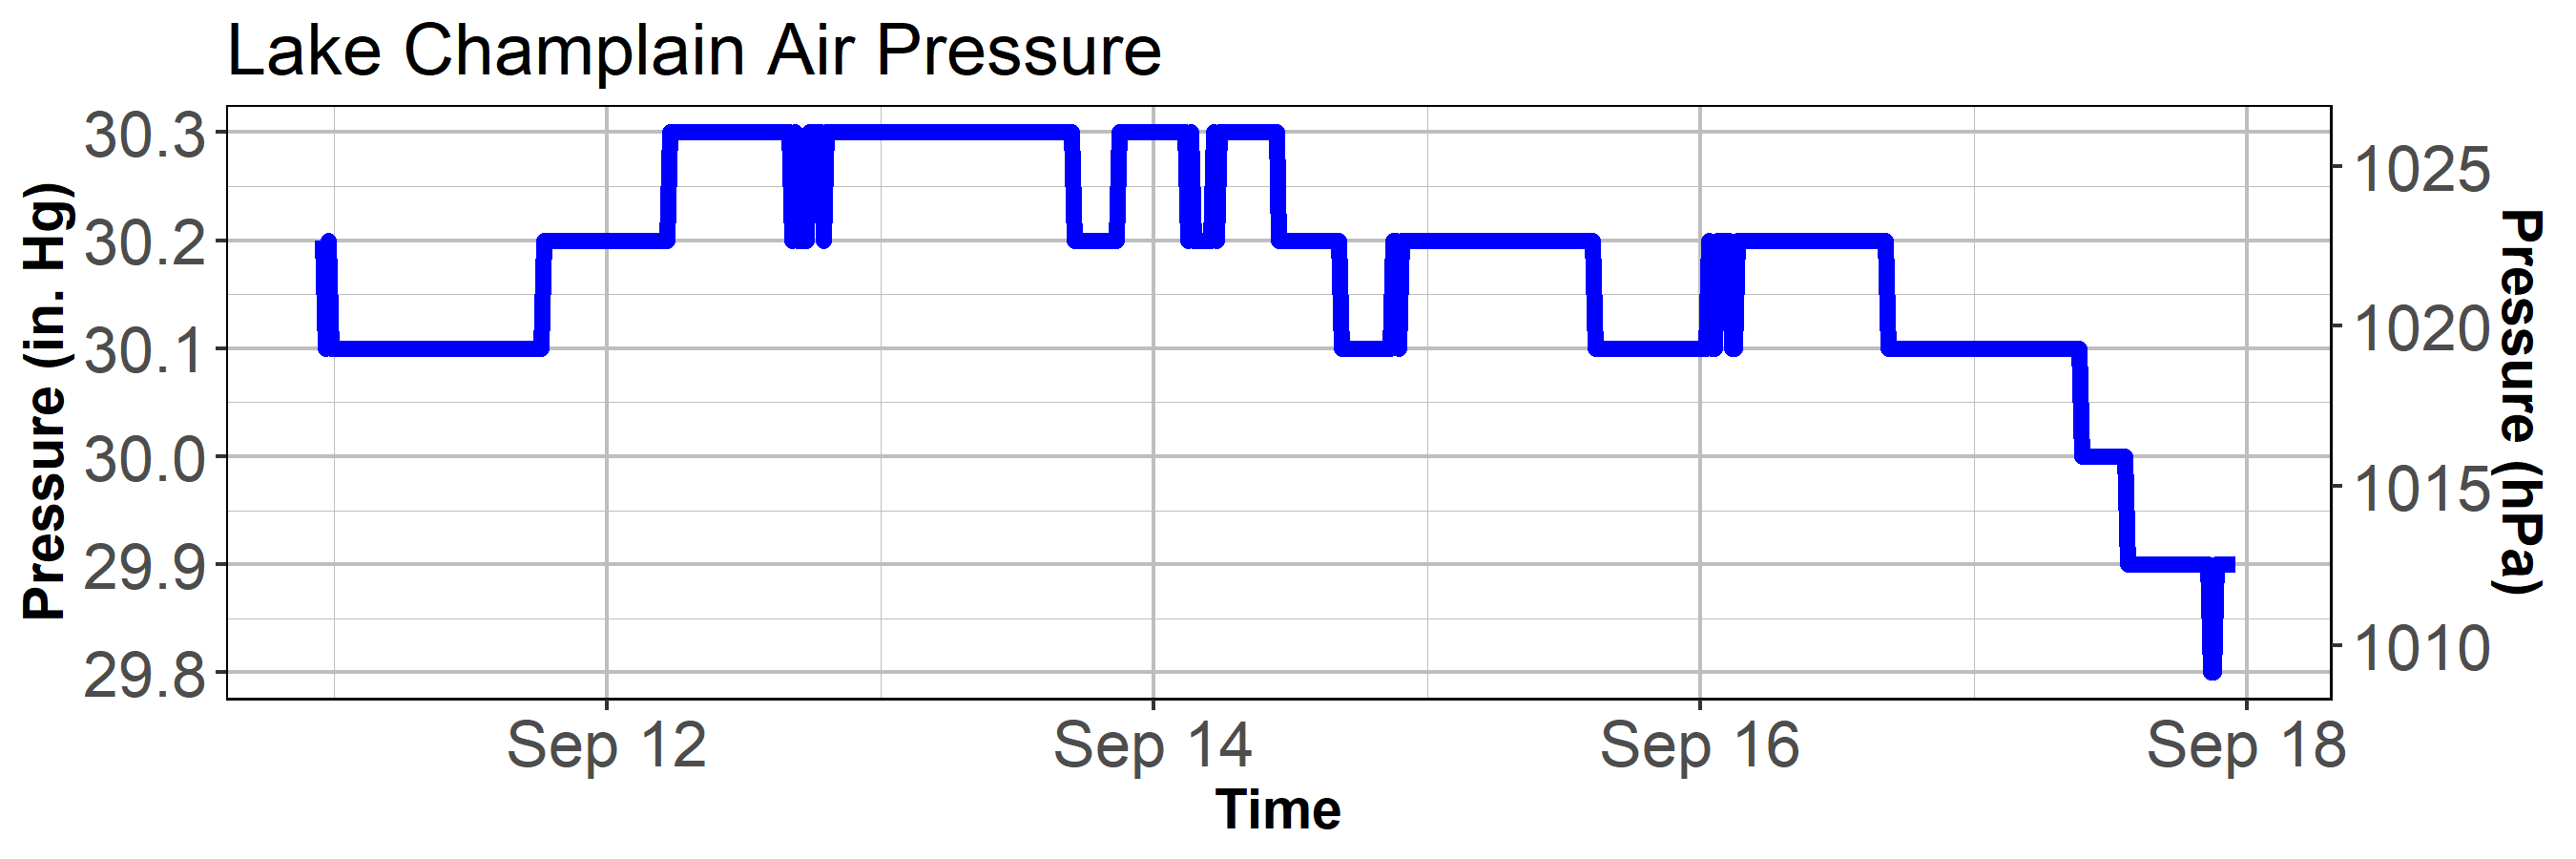 Lake Champlain Air Pressure
Pressure (in. Hg)
30.3
30.2
30.1
30.0
29.9
29.8
1025
1020
1015
1010
Pressure (hPa)
Sep 12 Sep 14 Sep 16 Sep 18
Time